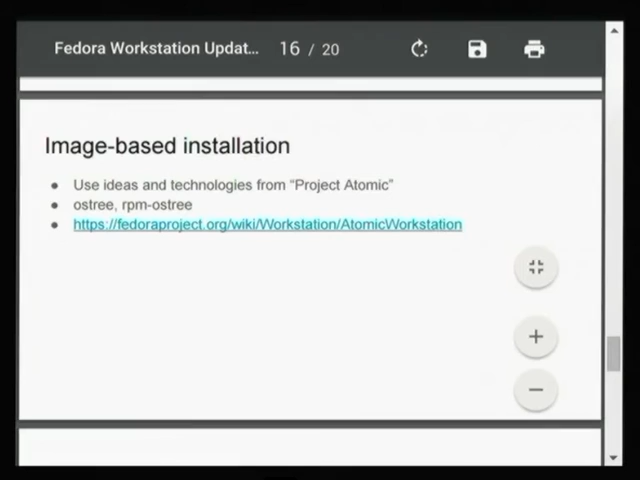 Fedora Workstation Updat... 16 / 20
Image-based installation
● Use ideas and technologies from “Project Atomic”
● ostree, rpm-ostree
● https://fedoraproject.org/wiki/Workstation/AtomicWorkstation